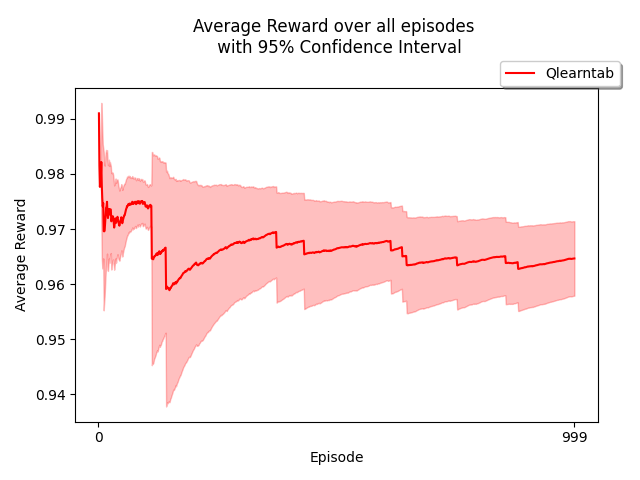 Average Reward over all episodes
with 95% Confidence Interval
Qlearntab
Average Reward
0.99
0.98
0.97
0.96
0.95
0.94
0
999
Episode